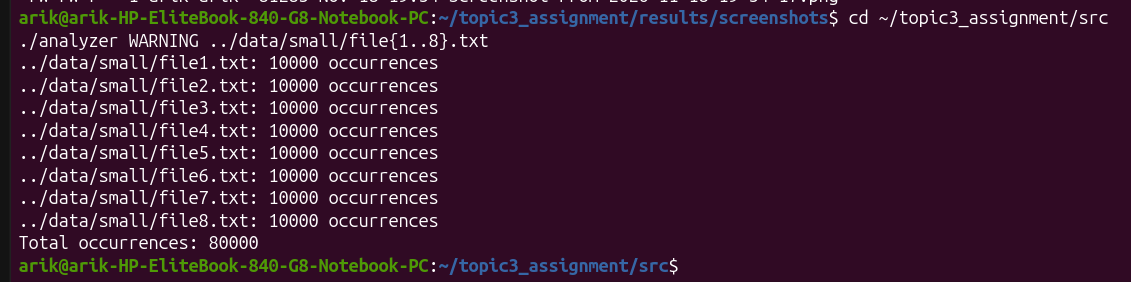 arik@arik-HP-EliteBook-840-G8-Notebook-PC:~/topic3_assignment/results/screenshots$ cd ~/topic3_assignment/src
./analyzer WARNING ../data/small/file{1..8}.txt
../data/small/file1.txt: 10000 occurrences
../data/small/file2.txt: 10000 occurrences
../data/small/file3.txt: 10000 occurrences
../data/small/file4.txt: 10000 occurrences
../data/small/file5.txt: 10000 occurrences
../data/small/file6.txt: 10000 occurrences
../data/small/file7.txt: 10000 occurrences
../data/small/file8.txt: 10000 occurrences
Total occurrences: 80000
arik@arik-HP-EliteBook-840-G8-Notebook-PC:~/topic3_assignment/src$